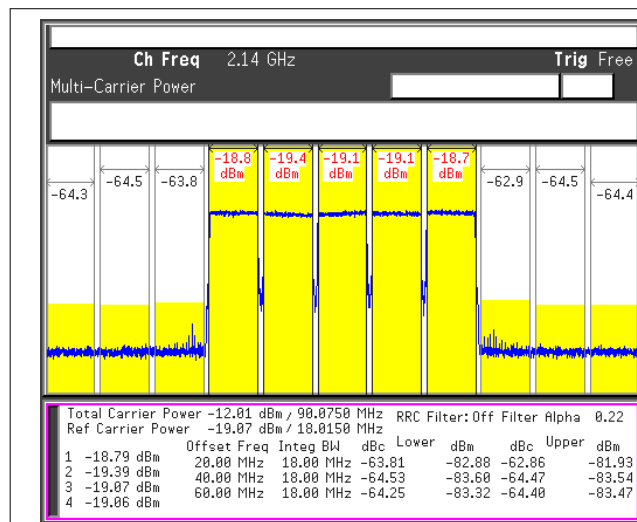 Ch Freq 2.14 GHz Trig Free
Multi-Carrier Power
-18.8 -19.4 -19.1 -19.1 -18.7
dBm dBm dBm dBm dBm
-64.3 -64.5 -63.8 -62.9 -64.5 -64.4
Total Carrier Power -12.01 dBm/ 90.0750 MHz RRC Filter: Off Filter Alpha 0.22
Ref Carrier Power -19.07 dBm/ 18.0150 MHz
Lower Upper
Offset Freq Integ BW dBc dBm dBc dBm
1 -18.79 dBm 20.00 MHz 18.00 MHz -63.81 -82.88 -62.86 -81.93
2 -19.39 dBm 40.00 MHz 18.00 MHz -64.53 -83.60 -64.47 -83.54
3 -19.07 dBm 60.00 MHz 18.00 MHz -64.25 -83.32 -64.40 -83.47
4 -19.06 dBm